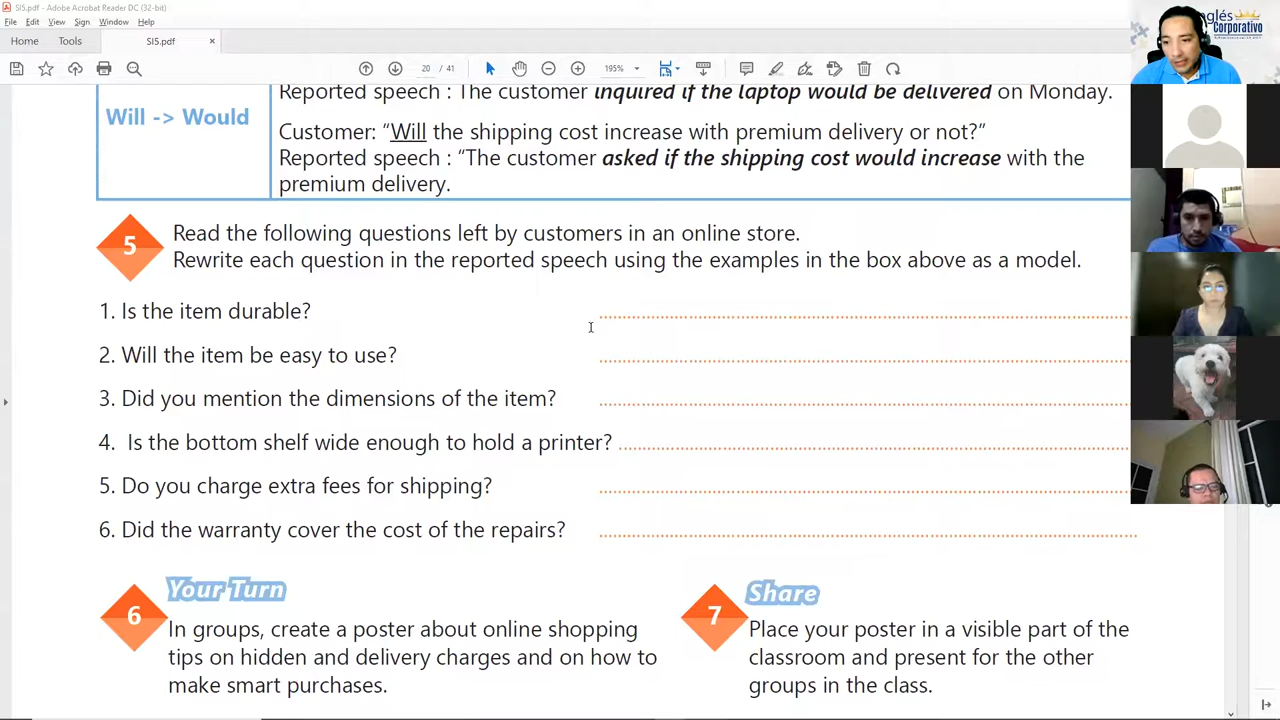 SI5.pdf - Adobe Acrobat Reader DC (32-bit)
File Edit View Sign Window Help
Home Tools SI5.pdf ×
20 / 41 195%
Reported speech : The customer inquired if the laptop would be delivered on Monday.
Will -> Would
Customer: “Will the shipping cost increase with premium delivery or not?”
Reported speech : “The customer asked if the shipping cost would increase with the
premium delivery.
5
Read the following questions left by customers in an online store.
Rewrite each question in the reported speech using the examples in the box above as a model.
1. Is the item durable?
2. Will the item be easy to use?
3. Did you mention the dimensions of the item?
4. Is the bottom shelf wide enough to hold a printer?
5. Do you charge extra fees for shipping?
6. Did the warranty cover the cost of the repairs?
6
Your Turn
In groups, create a poster about online shopping
tips on hidden and delivery charges and on how to
make smart purchases.
7
Share
Place your poster in a visible part of the
classroom and present for the other
groups in the class.
Corporativo